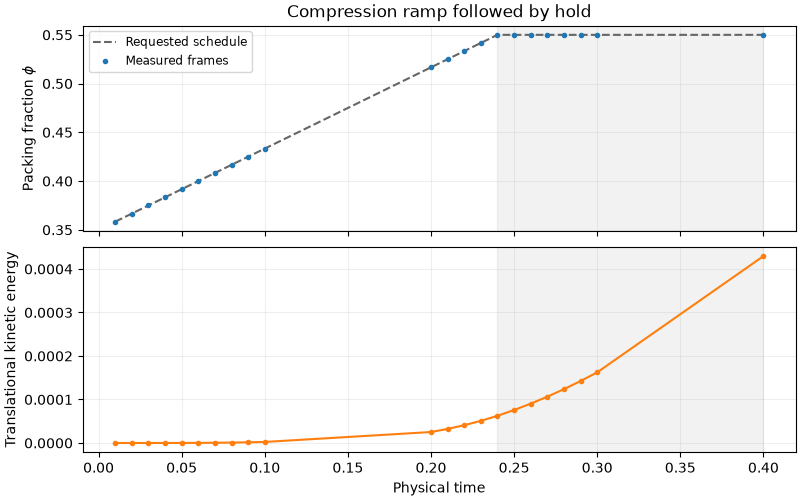 Compression ramp followed by hold
Requested schedule
Measured frames
Packing fraction ϕ
0.55
0.50
0.45
0.40
0.35
Translational kinetic energy
0.0004
0.0003
0.0002
0.0001
0.0000
0.00 0.05 0.10 0.15 0.20 0.25 0.30 0.35 0.40
Physical time